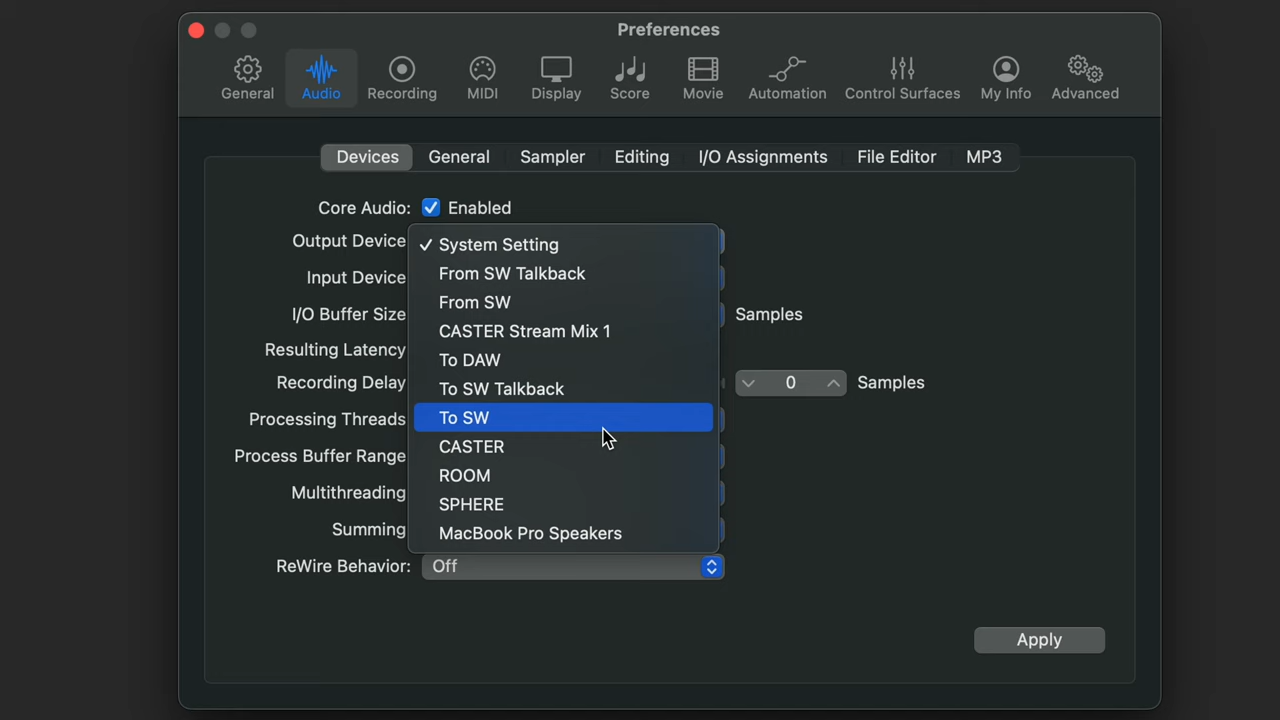 Preferences
General Audio Recording MIDI Display Score Movie Automation Control Surfaces My Info Advanced
Devices General Sampler Editing I/O Assignments File Editor MP3
Core Audio: Enabled
Output Device
Input Device
I/O Buffer Size
Samples
Resulting Latency
Recording Delay
0 Samples
Processing Threads
Process Buffer Range
Multithreading
Summing
System Setting
From SW Talkback
From SW
CASTER Stream Mix 1
To DAW
To SW Talkback
To SW
CASTER
ROOM
SPHERE
MacBook Pro Speakers
ReWire Behavior: Off
Apply